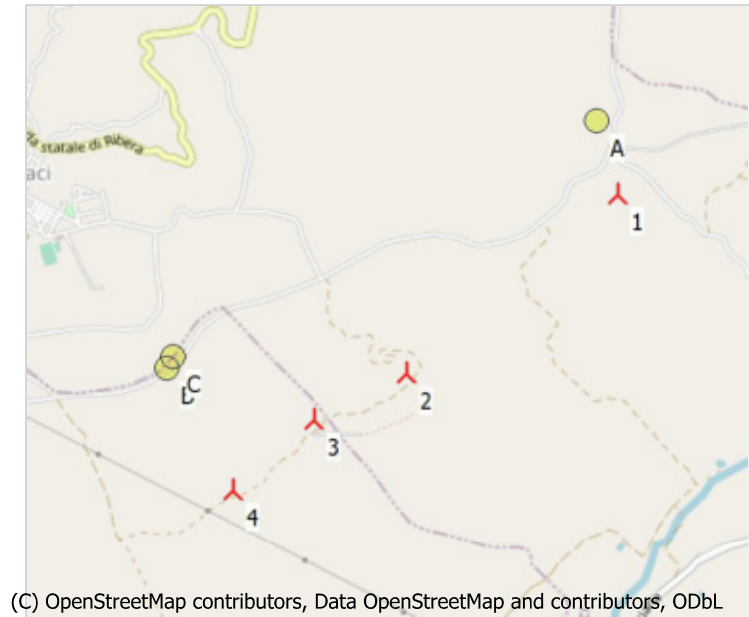 da statale di Ribera
aci
A
1
C
2
3
4
(C) OpenStreetMap contributors, Data OpenStreetMap and contributors, ODbL